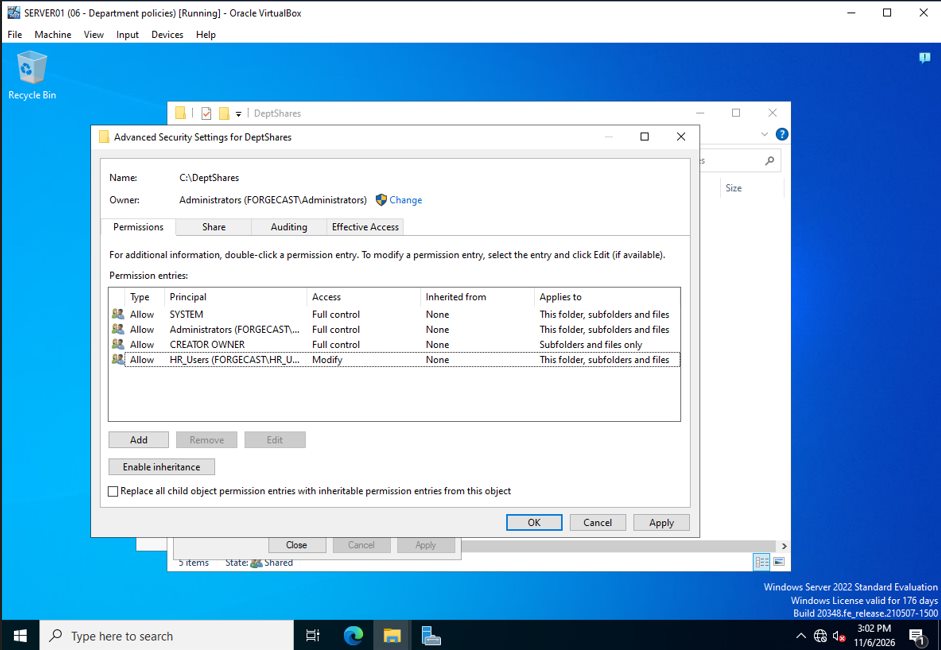 SERVER01 (06 - Department policies) [Running] - Oracle VirtualBox
File Machine View Input Devices Help
Recycle Bin
DeptShares
Advanced Security Settings for DeptShares
Name: C:\DeptShares
Owner: Administrators (FORGECAST\Administrators) Change
Size
Permissions Share Auditing Effective Access
For additional information, double-click a permission entry. To modify a permission entry, select the entry and click Edit (if available).
Permission entries:
Type Principal Access Inherited from Applies to
Allow SYSTEM Full control None This folder, subfolders and files
Allow Administrators (FORGECAST\... Full control None This folder, subfolders and files
Allow CREATOR OWNER Full control None Subfolders and files only
Allow HR_Users (FORGECAST\HR_U... Modify None This folder, subfolders and files
Add Remove Edit
Enable inheritance
Replace all child object permission entries with inheritable permission entries from this object
OK Cancel Apply
Close Cancel Apply
5 items State: Shared
Windows Server 2022 Standard Evaluation
Windows License valid for 176 days
Build 20348.fe_release.210507-1500
Type here to search
3:02 PM
11/6/2026
1